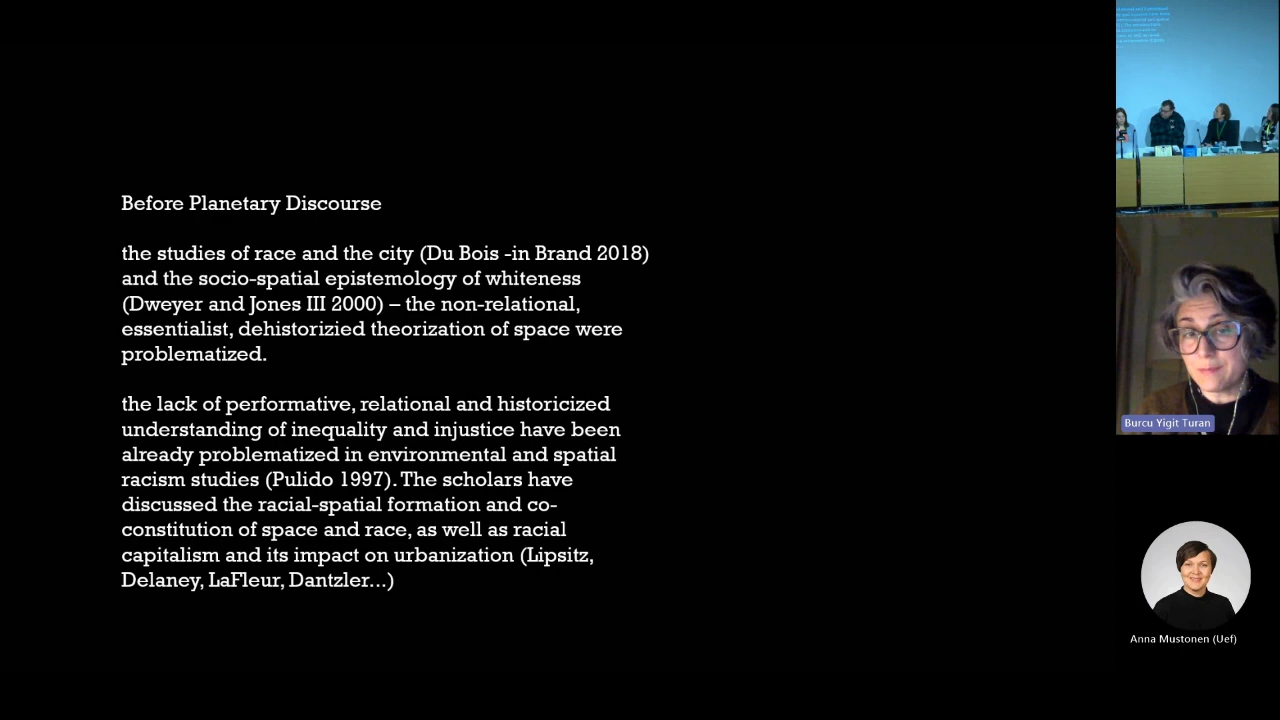 Before Planetary Discourse
the studies of race and the city (Du Bois -in Brand 2018)
and the socio-spatial epistemology of whiteness
(Dweyer and Jones III 2000) – the non-relational,
essentialist, dehistorizied theorization of space were
problematized.
the lack of performative, relational and historicized
understanding of inequality and injustice have been
already problematized in environmental and spatial
racism studies (Pulido 1997). The scholars have
discussed the racial-spatial formation and co-
constitution of space and race, as well as racial
capitalism and its impact on urbanization (Lipsitz,
Delaney, LaFleur, Dantzler...)
Burcu Yigit Turan
Anna Mustonen (Uef)